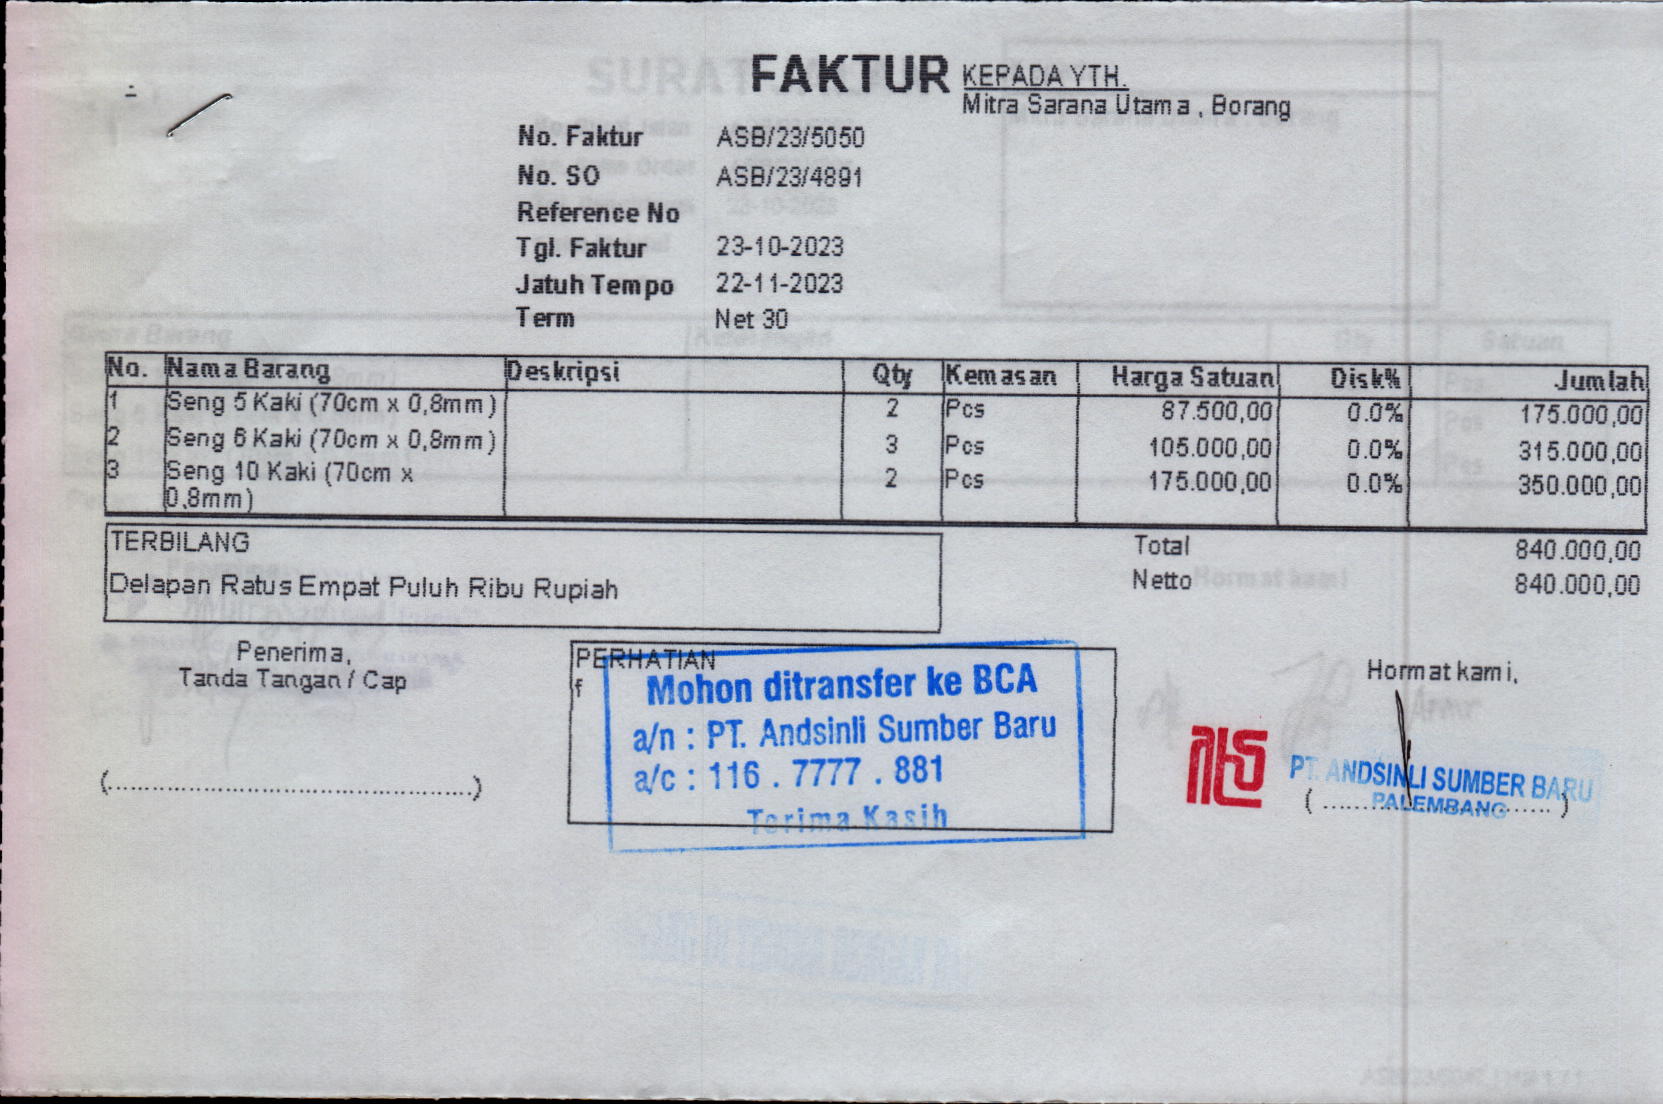 FAKTUR
KEPADA YTH.
Mitra Sarana Utama , Borang
No. Faktur ASB/23/5050
No. SO ASB/23/4891
Reference No
Tgl. Faktur 23-10-2023
Jatuh Tempo 22-11-2023
Term Net 30
No. Nama Barang Deskripsi Qty Kemasan Harga Satuan Disk% Jumlah
1 Seng 5 Kaki (70cm x 0,8mm) 2 Pcs 87.500,00 0.0% 175.000,00
2 Seng 6 Kaki (70cm x 0,8mm) 3 Pcs 105.000,00 0.0% 315.000,00
3 Seng 10 Kaki (70cm x 2 Pcs 175.000,00 0.0% 350.000,00
0,8mm)
TERBILANG
Delapan Ratus Empat Puluh Ribu Rupiah
Total 840.000,00
Netto 840.000,00
Penerima,
Tanda Tangan / Cap
(..............................................)
PERHATIAN
f
Mohon ditransfer ke BCA
a/n : PT. Andsinli Sumber Baru
a/c : 116 . 7777 . 881
Terima Kasih
Hormat kami,
PT. ANDSINLI SUMBER BARU
PALEMBANG
(..............................)